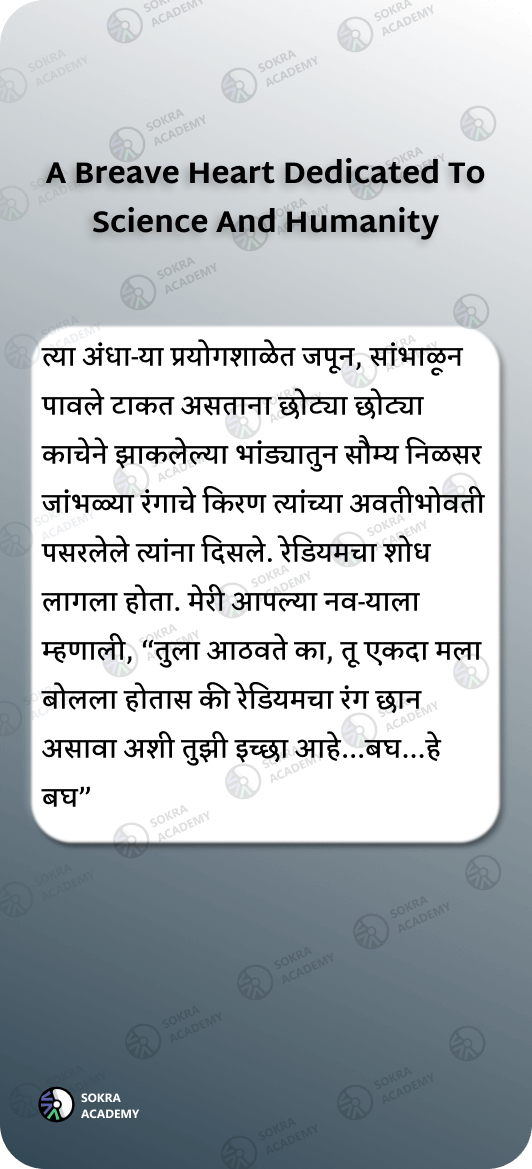 A Breave Heart Dedicated To
Science And Humanity
त्या अंधा-या प्रयोगशाळेत जपून, सांभाळून
पावले टाकत असताना छोट्या छोट्या
काचेने झाकलेल्या भांड्यातुन सौम्य निळसर
जांभळ्या रंगाचे किरण त्यांच्या अवतीभोवती
पसरलेले त्यांना दिसले. रेडियमचा शोध
लागला होता. मेरी आपल्या नव-याला
म्हणाली, “तुला आठवते का, तू एकदा मला
बोलला होतास की रेडियमचा रंग छान
असावा अशी तुझी इच्छा आहे...बघ...हे
बघ”
SOKRA
ACADEMY